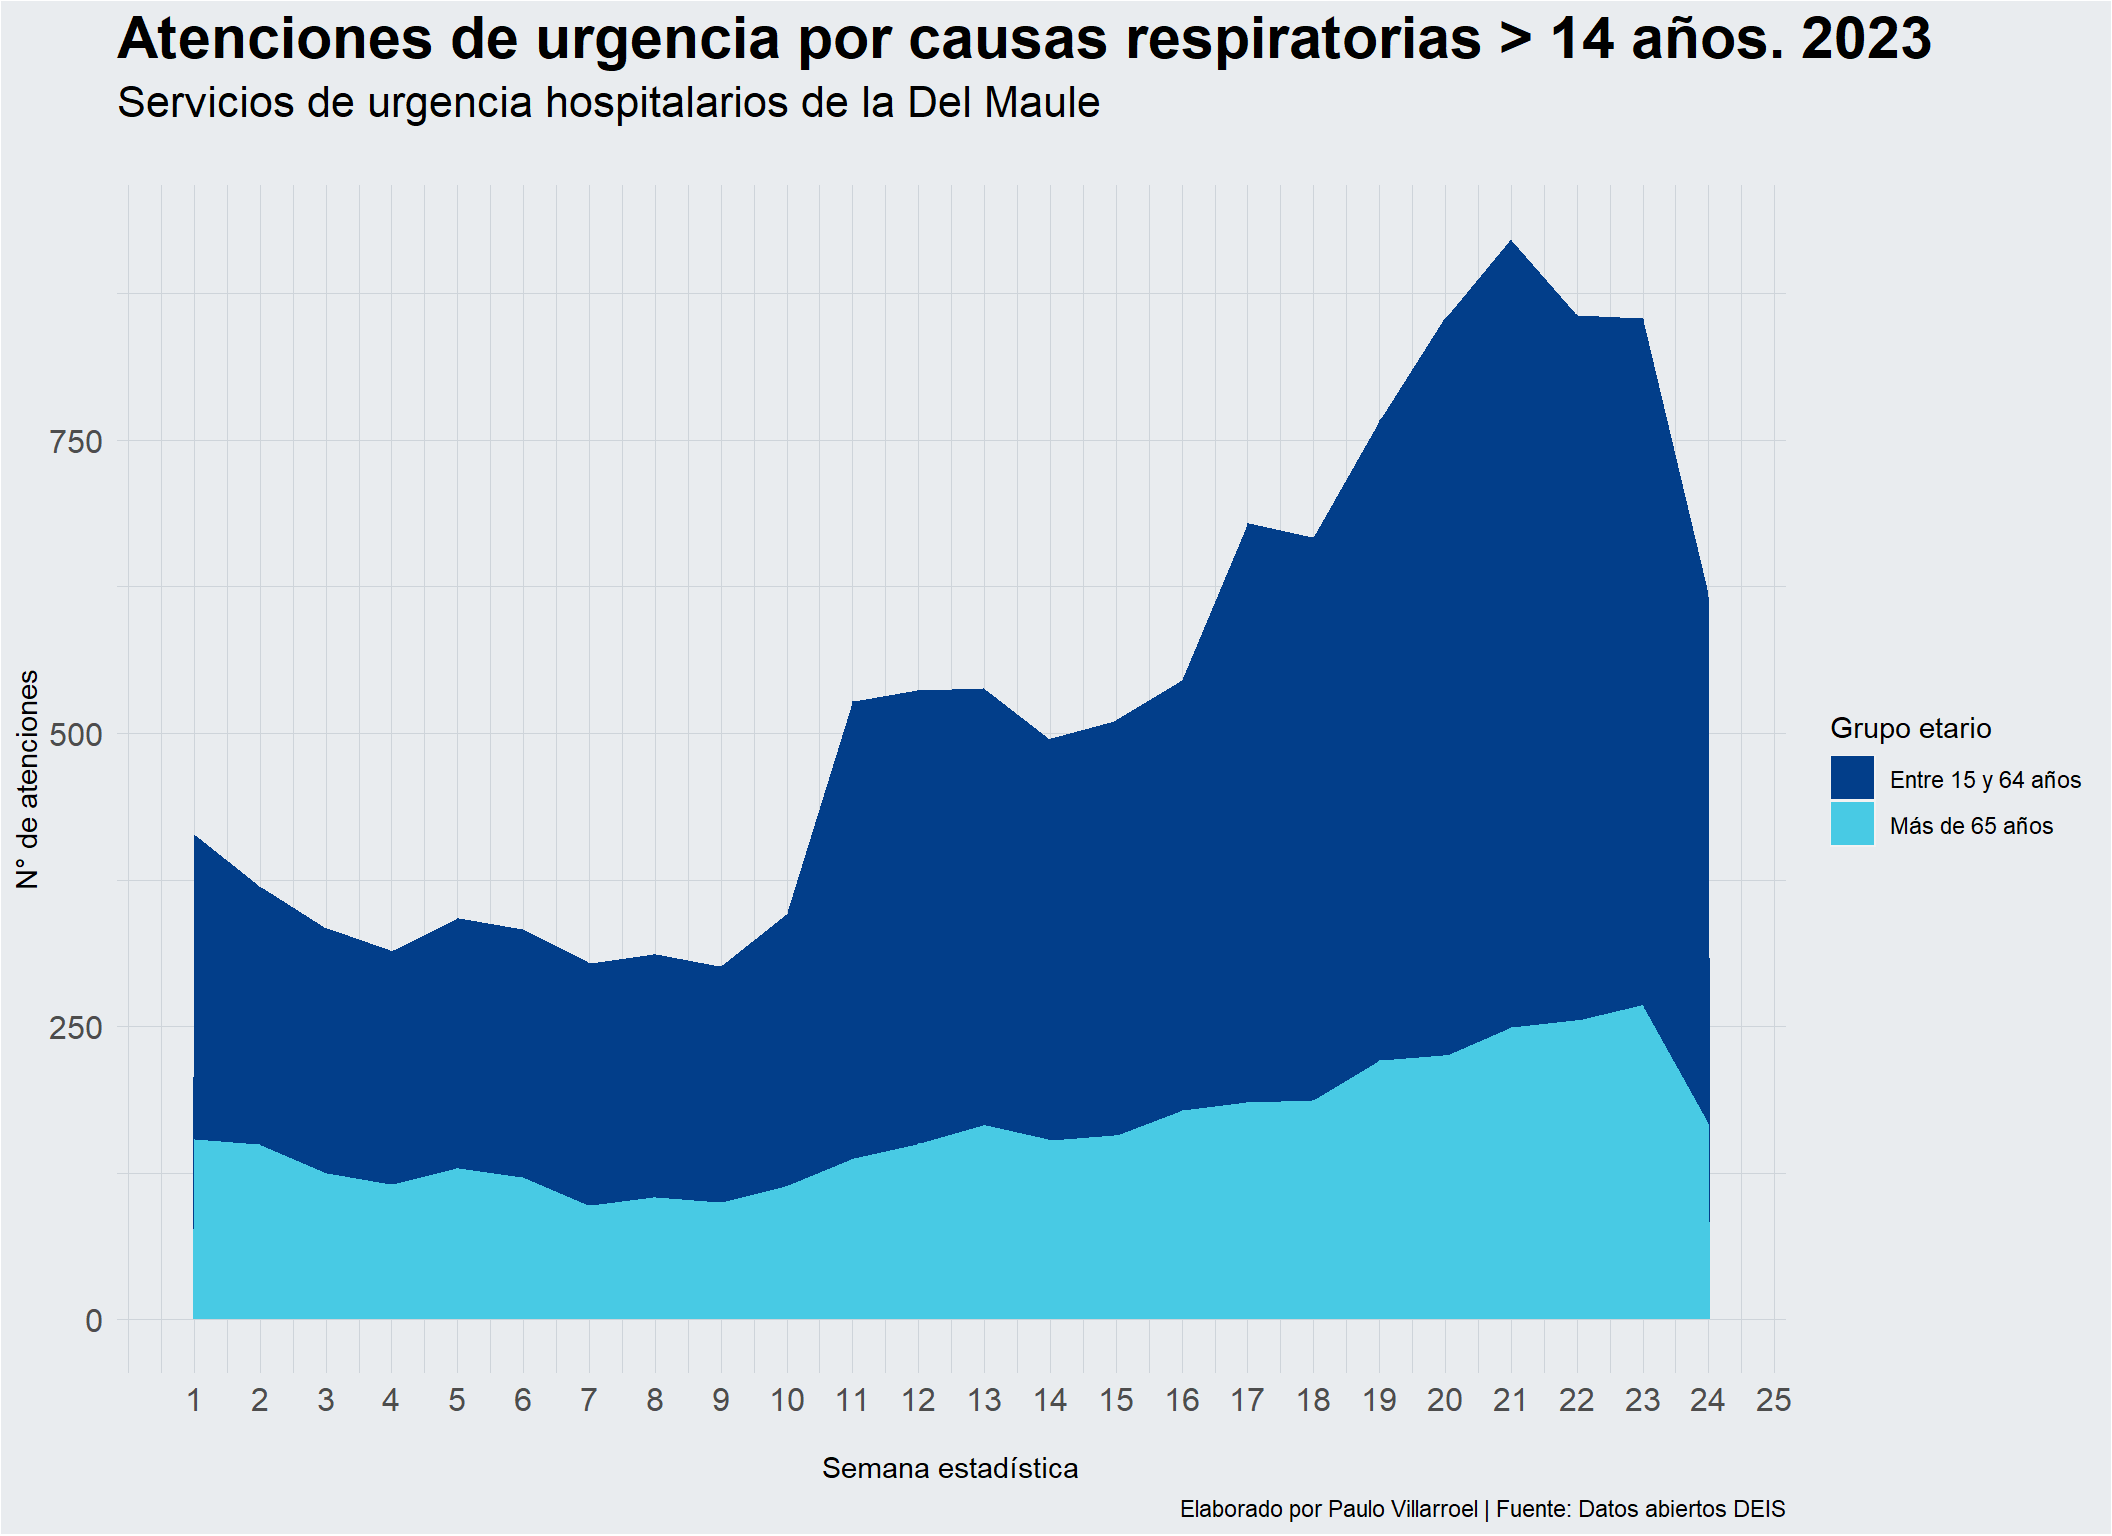 Atenciones de urgencia por causas respiratorias > 14 años. 2023
Servicios de urgencia hospitalarios de la Del Maule
N° de atenciones
750
500
250
0
Grupo etario
Entre 15 y 64 años
Más de 65 años
1 2 3 4 5 6 7 8 9 10 11 12 13 14 15 16 17 18 19 20 21 22 23 24 25
Semana estadística
Elaborado por Paulo Villarroel | Fuente: Datos abiertos DEIS